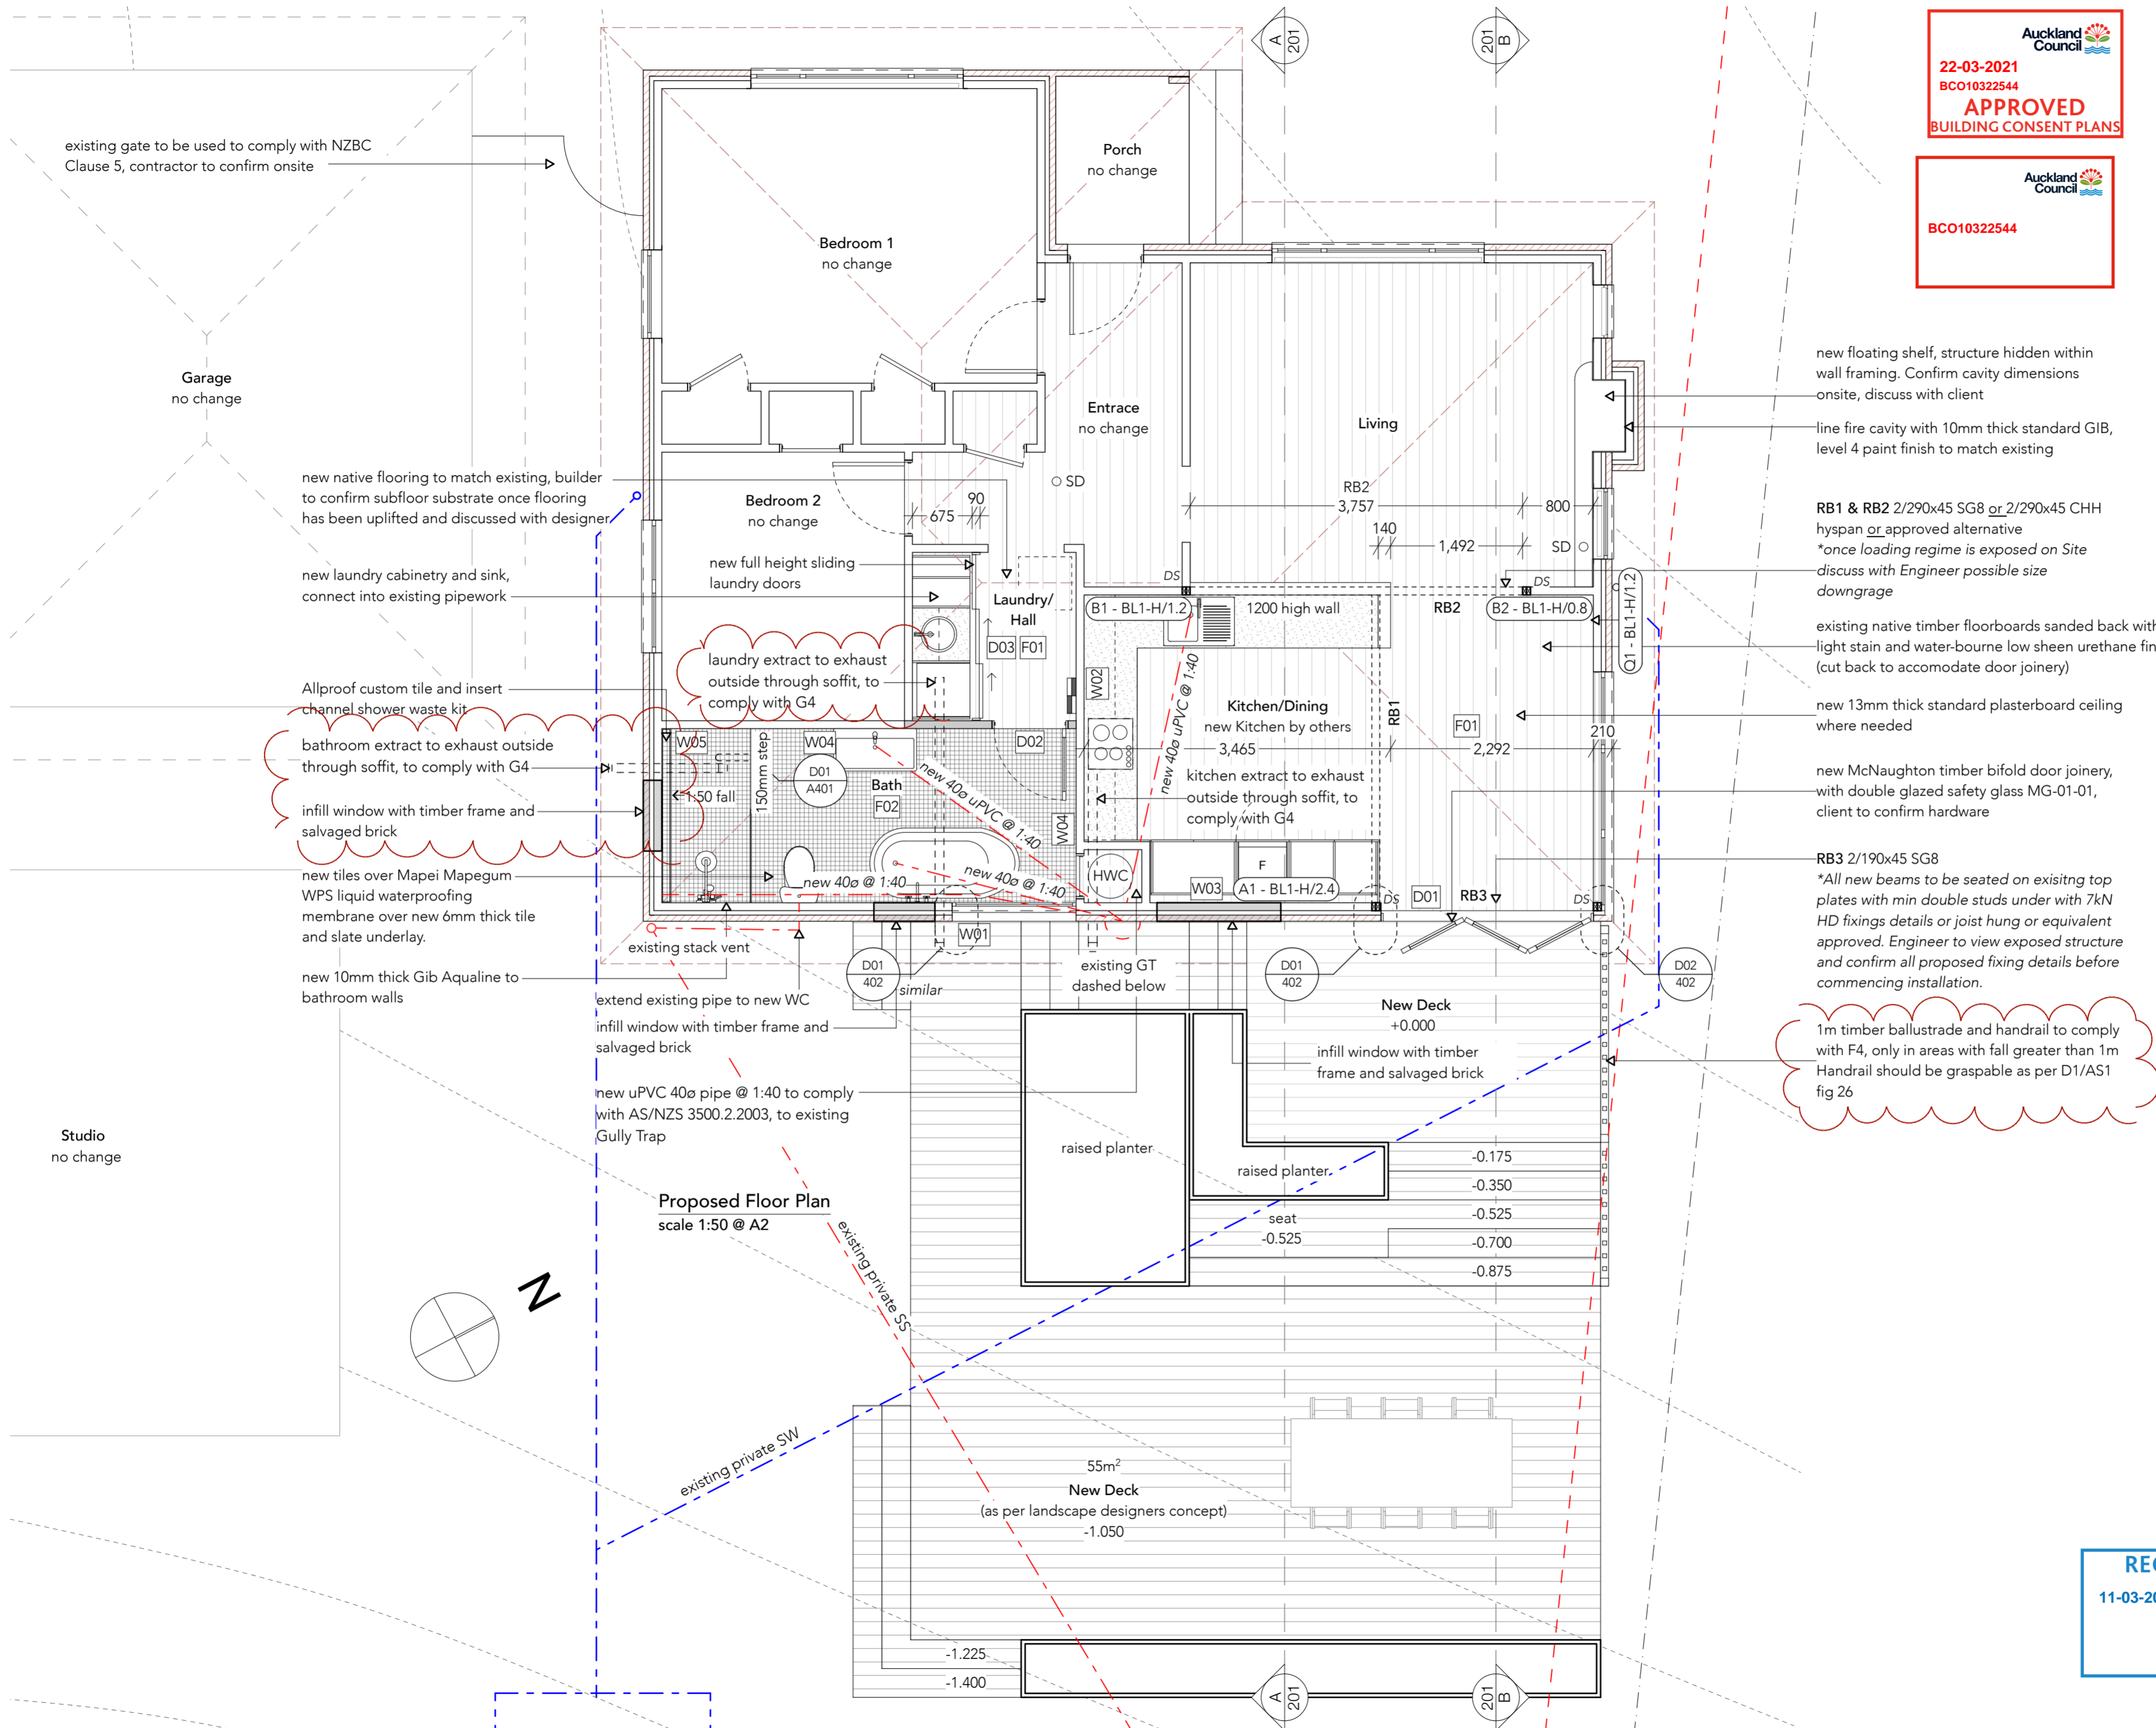 Auckland
Council
22-03-2021
BCO10322544
APPROVED
BUILDING CONSENT PLANS
Auckland
Council
BCO10322544
A
201
201
B
existing gate to be used to comply with NZBC
Clause 5, contractor to confirm onsite
Porch
no change
Bedroom 1
no change
Garage
no change
Entrace
no change
Living
new floating shelf, structure hidden within
wall framing. Confirm cavity dimensions
onsite, discuss with client
line fire cavity with 10mm thick standard GIB,
level 4 paint finish to match existing
new native flooring to match existing, builder
to confirm subfloor substrate once flooring
has been uplifted and discussed with designer
Bedroom 2
no change
90
675
SD
RB2
3,757
800
140
1,492
SD
RB1 & RB2 2/290x45 SG8 or 2/290x45 CHH
hyspan or approved alternative
*once loading regime is exposed on Site
discuss with Engineer possible size
downgrage
new full height sliding
laundry doors
new laundry cabinetry and sink,
connect into existing pipework
Laundry/
Hall
DS
DS
B1 - BL1-H/1.2
1200 high wall
RB2
B2 - BL1-H/0.8
Q1 - BL1-H/1.2
D03
F01
existing native timber floorboards sanded back with
light stain and water-bourne low sheen urethane fin
(cut back to accomodate door joinery)
laundry extract to exhaust
outside through soffit, to
comply with G4
Allproof custom tile and insert
channel shower waste kit
W02
new 40ø uPVC @ 1:40
Kitchen/Dining
new Kitchen by others
3,465
RB1
F01
2,292
210
new 13mm thick standard plasterboard ceiling
where needed
bathroom extract to exhaust outside
through soffit, to comply with G4
W05
150mm step
W04
D01
A401
D02
Bath
F02
1:50 fall
new 40ø uPVC @ 1:40
W04
kitchen extract to exhaust
outside through soffit, to
comply with G4
new McNaughton timber bifold door joinery,
with double glazed safety glass MG-01-01,
client to confirm hardware
infill window with timber frame and
salvaged brick
RB3 2/190x45 SG8
*All new beams to be seated on exisitng top
plates with min double studs under with 7kN
HD fixings details or joist hung or equivalent
approved. Engineer to view exposed structure
and confirm all proposed fixing details before
commencing installation.
new tiles over Mapei Mapegum
WPS liquid waterproofing
membrane over new 6mm thick tile
and slate underlay.
new 40ø @ 1:40
new 40ø @ 1:40
HWC
F
W03
A1 - BL1-H/2.4
DS
D01
RB3
DS
W01
existing stack vent
new 10mm thick Gib Aqualine to
bathroom walls
D01
402
similar
existing GT
dashed below
D01
402
D02
402
New Deck
+0.000
extend existing pipe to new WC
infill window with timber frame and
salvaged brick
infill window with timber
frame and salvaged brick
1m timber ballustrade and handrail to comply
with F4, only in areas with fall greater than 1m
Handrail should be graspable as per D1/AS1
fig 26
new uPVC 40ø pipe @ 1:40 to comply
with AS/NZS 3500.2.2003, to existing
Gully Trap
Studio
no change
raised planter
raised planter
-0.175
-0.350
-0.525
-0.700
-0.875
seat
-0.525
Proposed Floor Plan
scale 1:50 @ A2
existing private SS
N
existing private SW
55m²
New Deck
(as per landscape designers concept)
-1.050
11-03-20
-1.225
-1.400
A
201
201
B